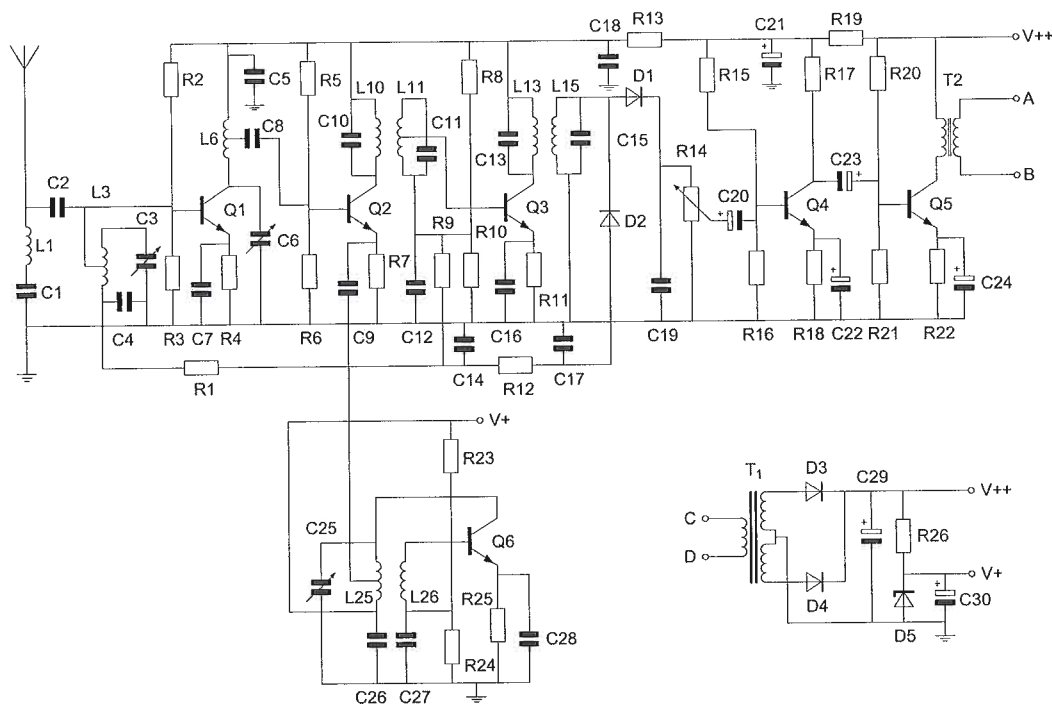 C18 R13 C21 R19
V++
R2 C5 R5 L10 L11 R8 L13 L15 D1 R15 R17 R20 T2
C8 C10 C11 C13 C15 A
L6
C2 L3 R14 C23 B
C3 Q1 C6 Q2 R9 R10 Q3 D2 C20 Q4 Q5
L1
C1 R7 R11 C24
C4 R3 C7 R4 R6 C9 C12 C16 C19 R16 R18 C22 R21 R22
R1 C14 R12 C17
V+
R23
C25 Q6
L25 L26 R25
R24 C28
C26 C27
T1 D3 C29 V++
C
D R26
D4 V+
D5 C30